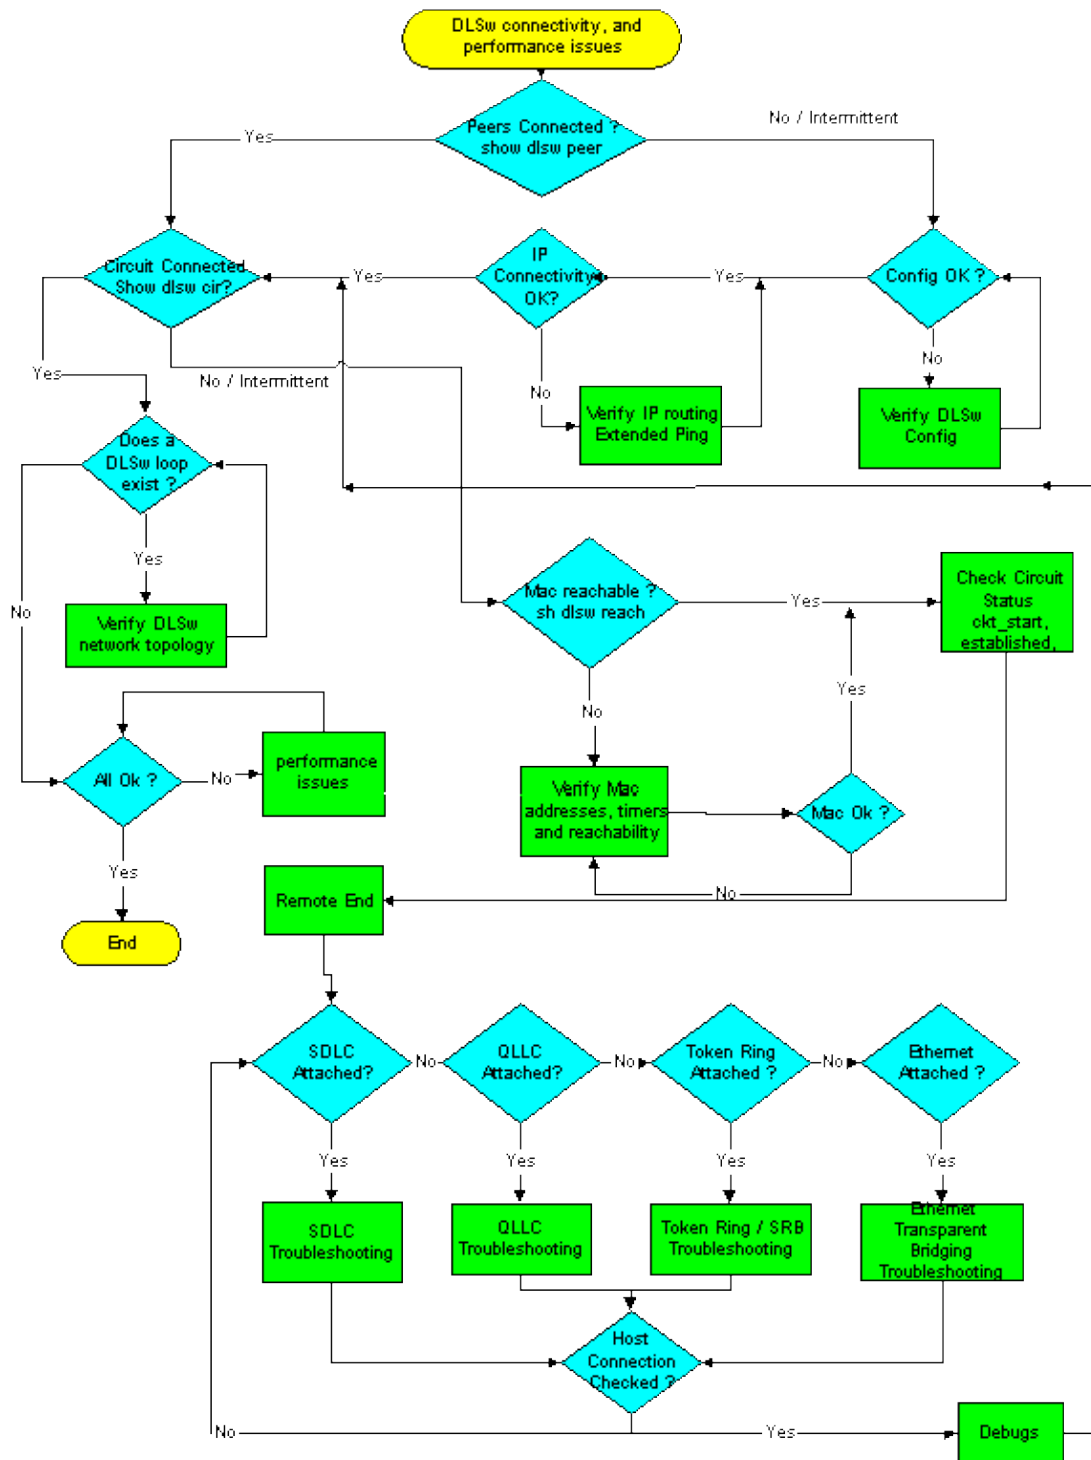 DLSw connectivity, and
performance issues
Peers Connected ?
show dlsw peer
Yes
No / Intermittent
Circuit Connected
Show dlsw cir?
Yes
IP
Connectivity
OK?
Yes
Config OK ?
No
Verify DLSw
Config
No
Verify IP routing
Extended Ping
Yes
No / Intermittent
Does a
DLSw loop
exist ?
Yes
Verify DLSw
network topology
No
Mac reachable ?
sh dlsw reach
Yes
Check Circuit
Status
ckt_start,
established,
No
Yes
Verify Mac
addresses, timers
and reachability
Mac Ok ?
No
All Ok ?
No
performance
issues
Yes
End
Remote End
SDLC
Attached?
No
QLLC
Attached?
No
Token Ring
Attached ?
No
Ethernet
Attached ?
Yes
Yes
Yes
Yes
SDLC
Troubleshooting
QLLC
Troubleshooting
Token Ring / SRB
Troubleshooting
Ethernet
Transparent
Bridging
Troubleshooting
Host
Connection
Checked ?
No
Yes
Debugs